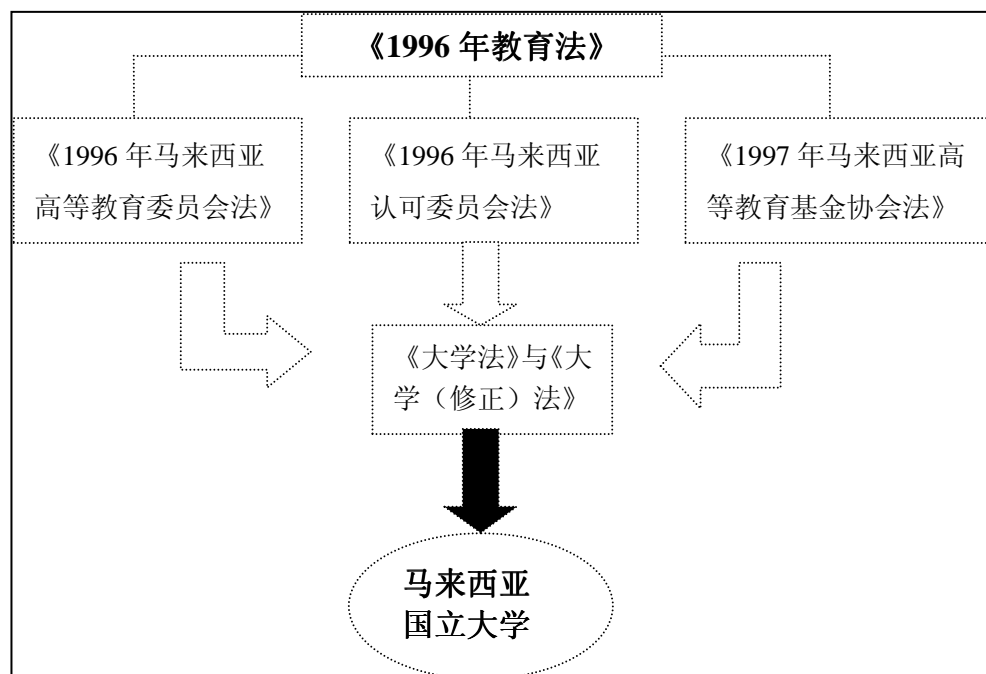 《1996 年教育法》
《1996 年马来西亚
高等教育委员会法》
《1996 年马来西亚
认可委员会法》
《1997 年马来西亚高
等教育基金协会法》
《大学法》与《大
学（修正）法》
马来西亚
国立大学